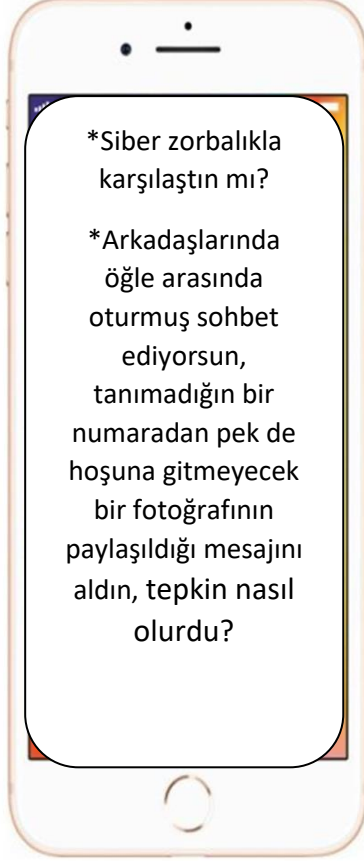 *Siber zorbalıkla
karşılaştın mı?
*Arkadaşlarında
öğle arasında
oturmuş sohbet
ediyorsun,
tanımadığın bir
numaradan pek de
hoşuna gitmeyecek
bir fotoğrafının
paylaşıldığı mesajını
aldın, tepkin nasıl
olurdu?